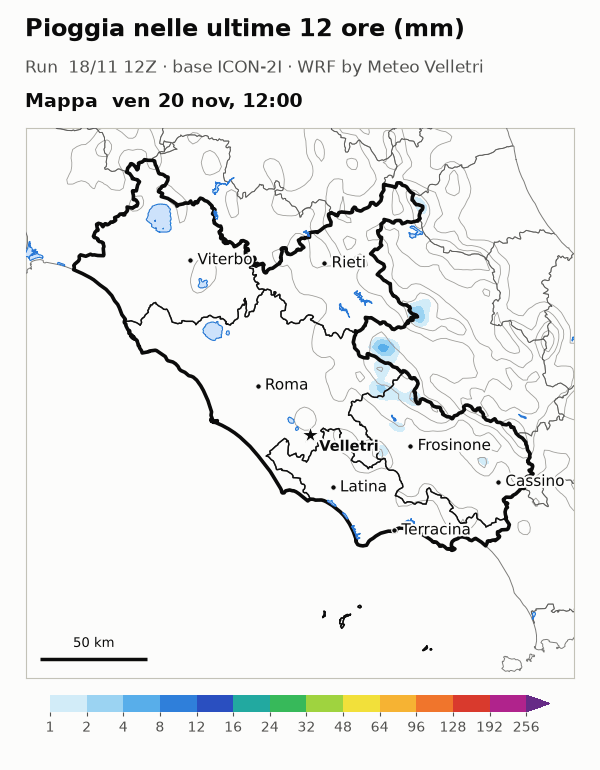 Pioggia nelle ultime 12 ore (mm)
Run  18/11 12Z · base ICON-2I · WRF by Meteo Velletri
Mappa  ven 20 nov, 12:00
Viterbo
Rieti
Roma
Velletri
Frosinone
Cassino
Latina
Terracina
50 km
1 2 4 8 12 16 24 32 48 64 96 128 192 256